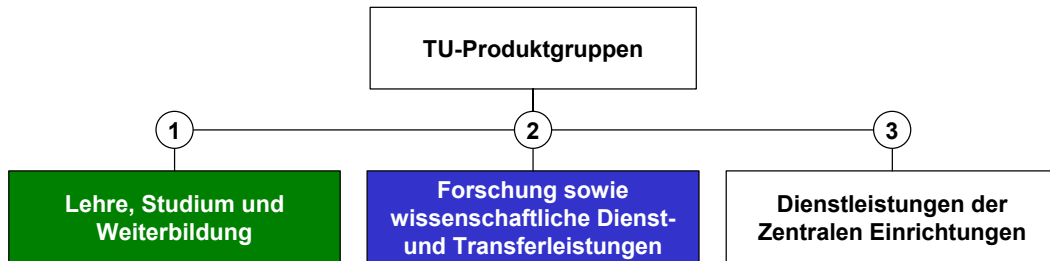 TU-Produktgruppen
1
2
3
Lehre, Studium und
Weiterbildung
Forschung sowie
wissenschaftliche Dienst-
und Transferleistungen
Dienstleistungen der
Zentralen Einrichtungen